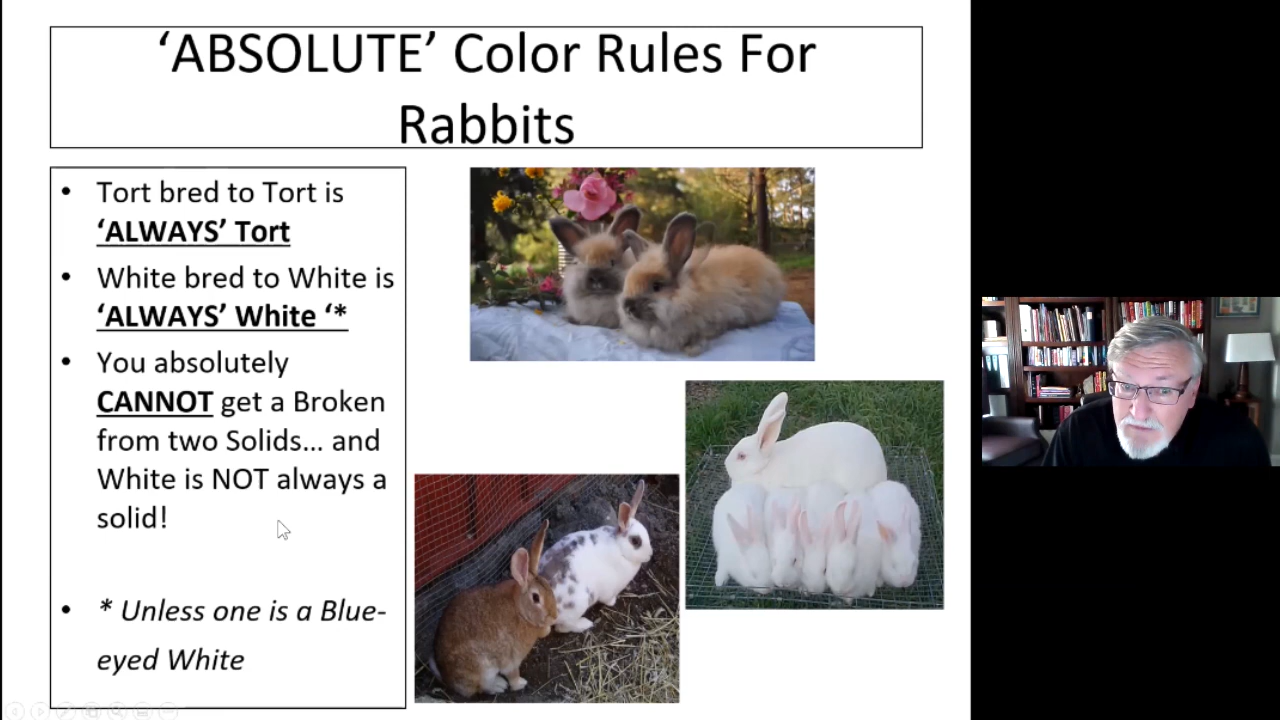 ‘ABSOLUTE’ Color Rules For
Rabbits
• Tort bred to Tort is
‘ALWAYS’ Tort
• White bred to White is
‘ALWAYS’ White ‘*
• You absolutely
CANNOT get a Broken
from two Solids... and
White is NOT always a
solid!
• * Unless one is a Blue-
eyed White